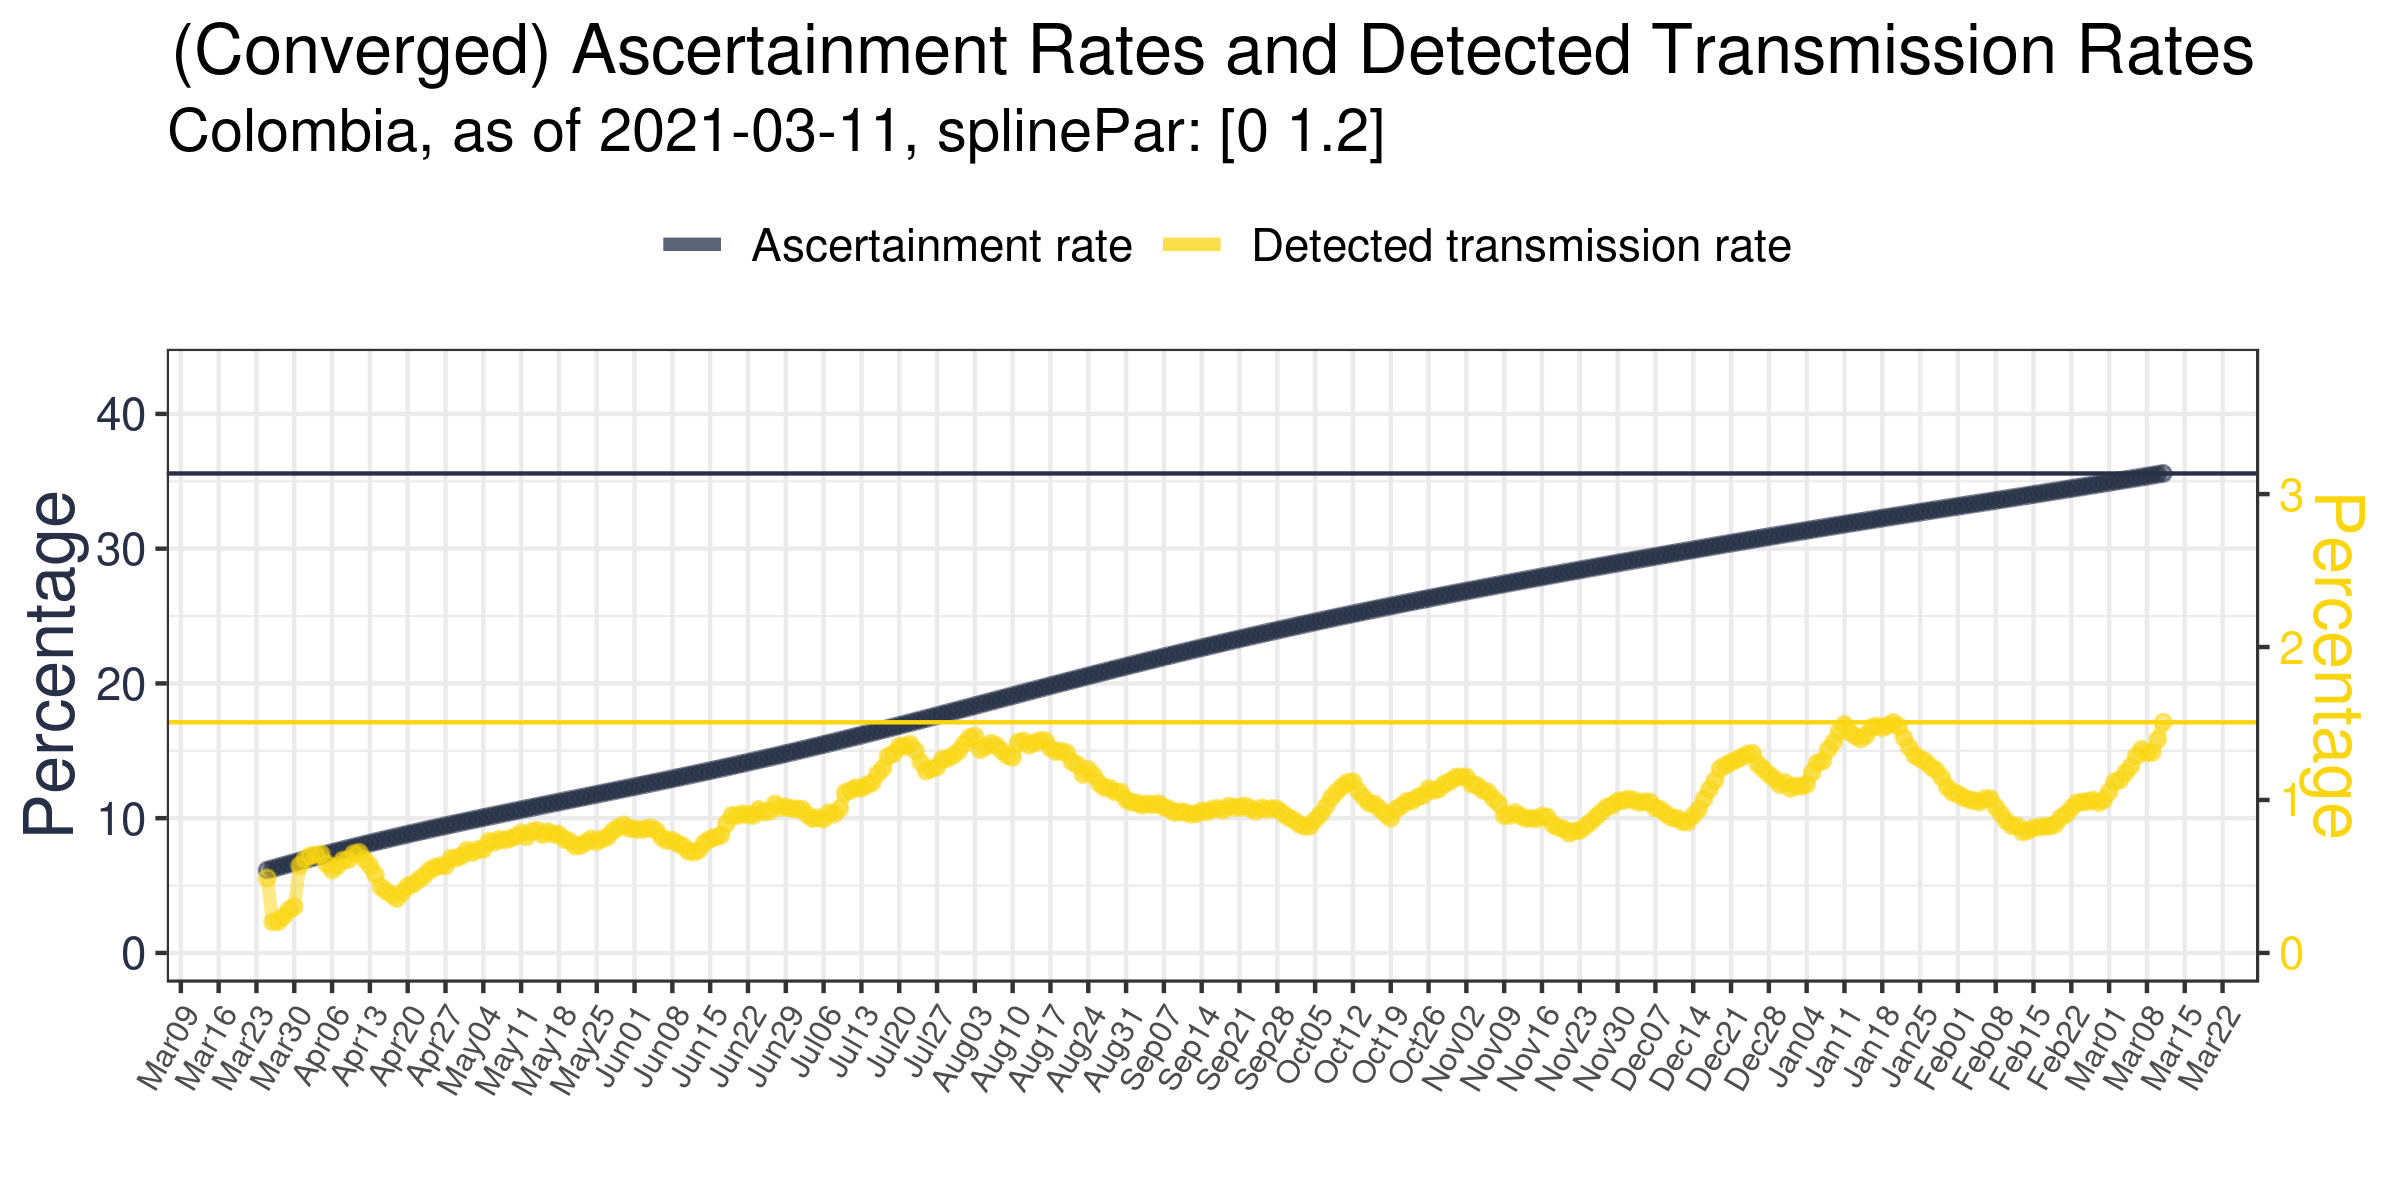 (Converged) Ascertainment Rates and Detected Transmission Rates
Colombia, as of 2021-03-11, splinePar: [0 1.2]
Ascertainment rate
Detected transmission rate
Percentage
40
30
20
10
0
3
2
1
0
Percentage
Mar09
Mar16
Mar23
Mar30
Apr06
Apr13
Apr20
Apr27
May04
May11
May18
May25
Jun01
Jun08
Jun15
Jun22
Jun29
Jul06
Jul13
Jul20
Jul27
Aug03
Aug10
Aug17
Aug24
Aug31
Sep07
Sep14
Sep21
Sep28
Oct05
Oct12
Oct19
Oct26
Nov02
Nov09
Nov16
Nov23
Nov30
Dec07
Dec14
Dec21
Dec28
Jan04
Jan11
Jan18
Jan25
Feb01
Feb08
Feb15
Feb22
Mar01
Mar08
Mar15
Mar22